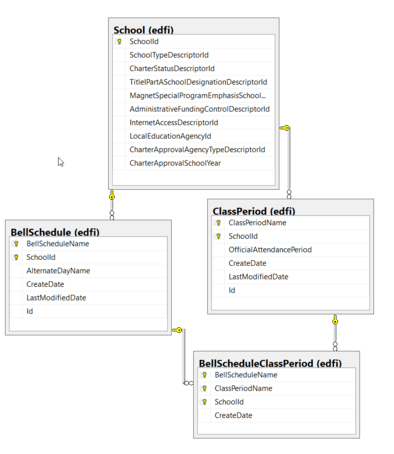 School (edfi)
SchoolId
SchoolTypeDescriptorId
CharterStatusDescriptorId
TitleIPartASchoolDesignationDescriptorId
MagnetSpecialProgramEmphasisSchool...
AdministrativeFundingControlDescriptorId
InternetAccessDescriptorId
LocalEducationAgencyId
CharterApprovalAgencyTypeDescriptorId
CharterApprovalSchoolYear
ClassPeriod (edfi)
ClassPeriodName
SchoolId
OfficialAttendancePeriod
CreateDate
LastModifiedDate
Id
BellSchedule (edfi)
BellScheduleName
SchoolId
AlternateDayName
CreateDate
LastModifiedDate
Id
BellScheduleClassPeriod (edfi)
BellScheduleName
ClassPeriodName
SchoolId
CreateDate